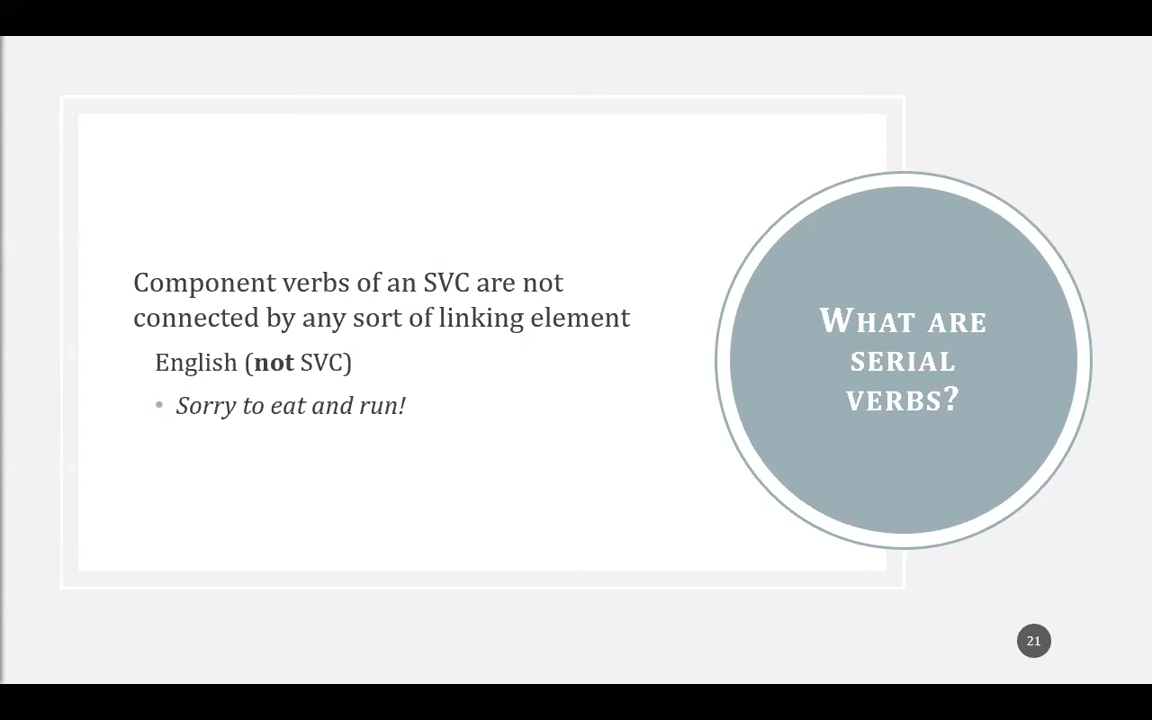 Component verbs of an SVC are not
connected by any sort of linking element
English (not SVC)
• Sorry to eat and run!
WHAT ARE
SERIAL
VERBS?
21